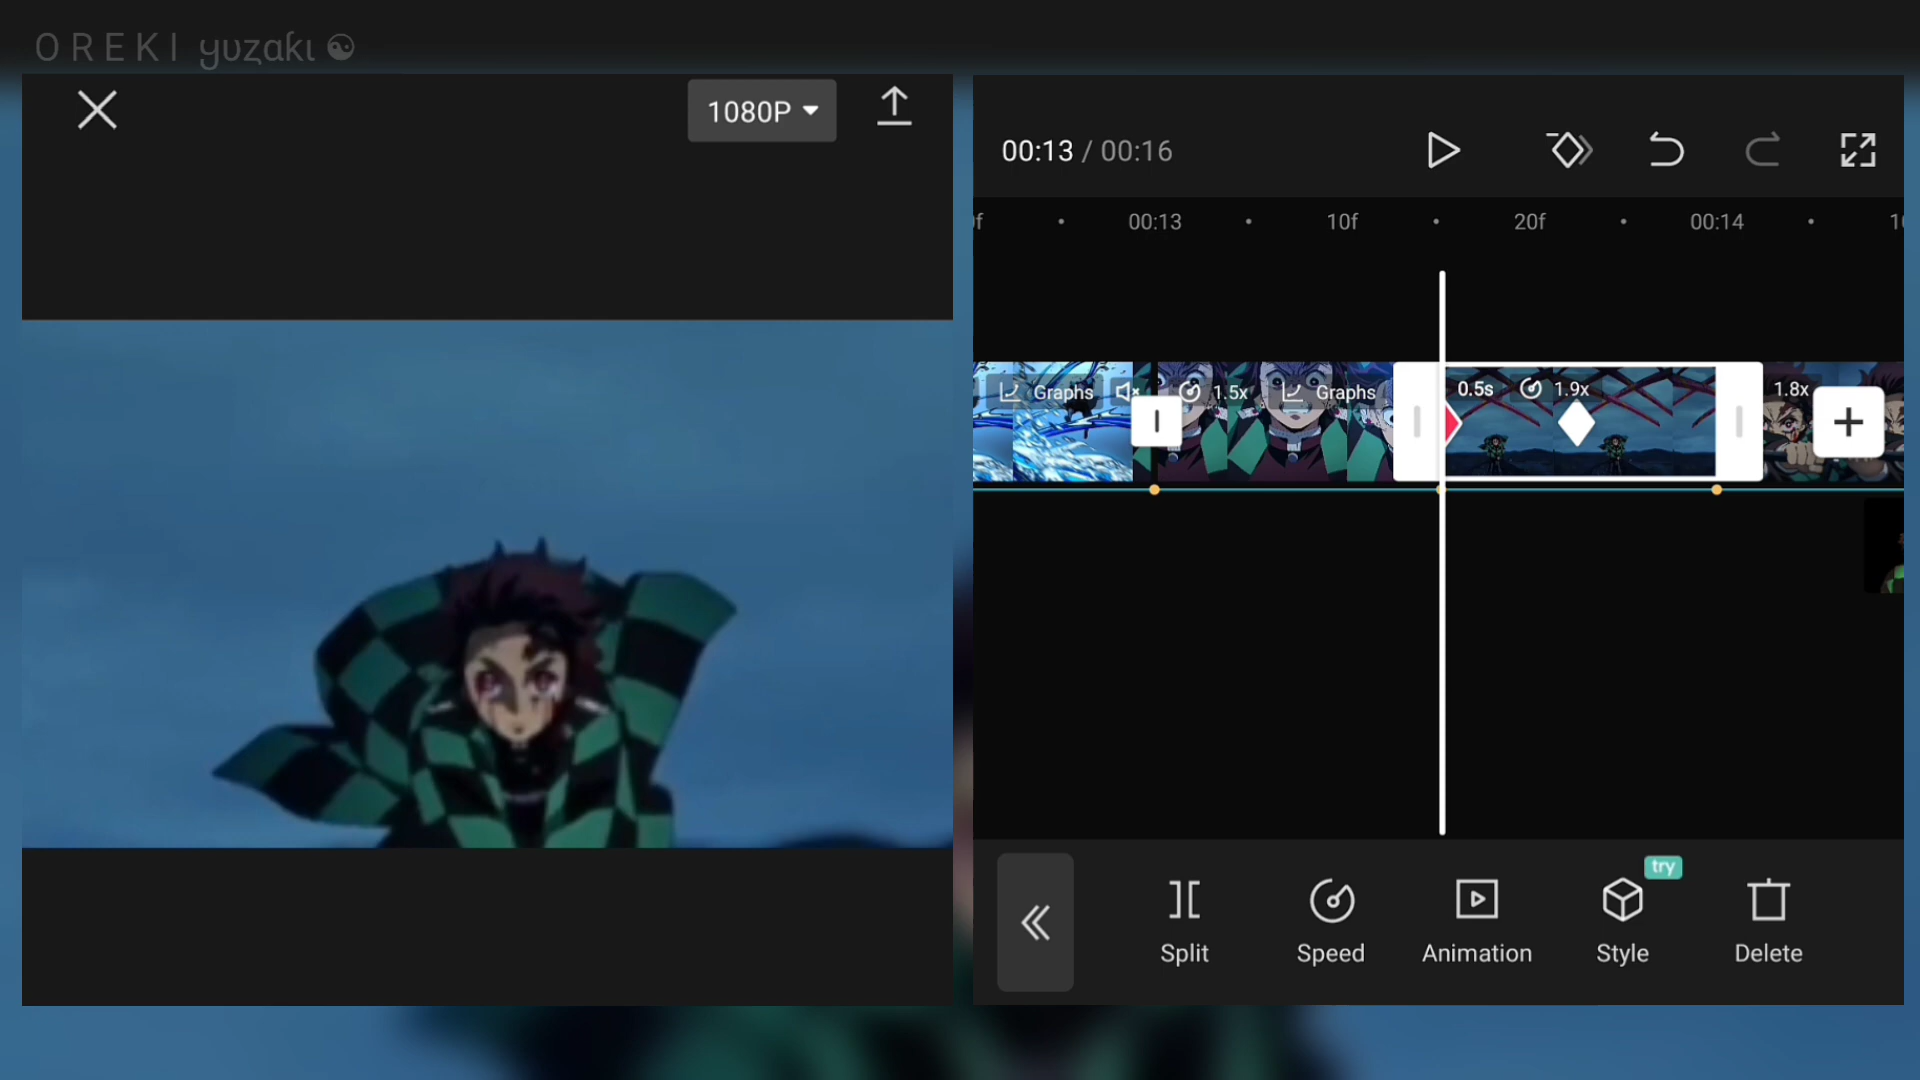 OREKI yυzαkι ☯
1080P
00:13 / 00:16
00:13 10f 20f 00:14
Graphs 1.5x Graphs 0.5s 1.9x 1.8x
try
Split Speed Animation Style Delete